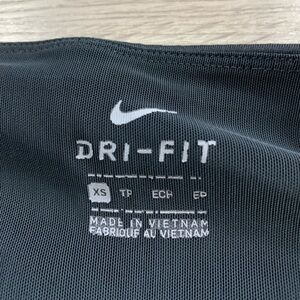 DRI-FIT
XS TP ECH EP
MADE IN VIETNAM
FABRIQUÉ AU VIETNAM